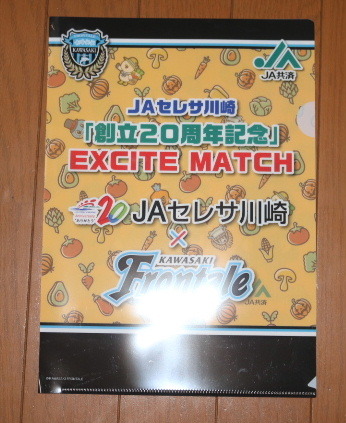 KAWASAKI
JA共済
JAセレサ川崎
「創立20周年記念」
EXCITE MATCH
20 JAセレサ川崎
×
KAWASAKI
Frontale
JA共済